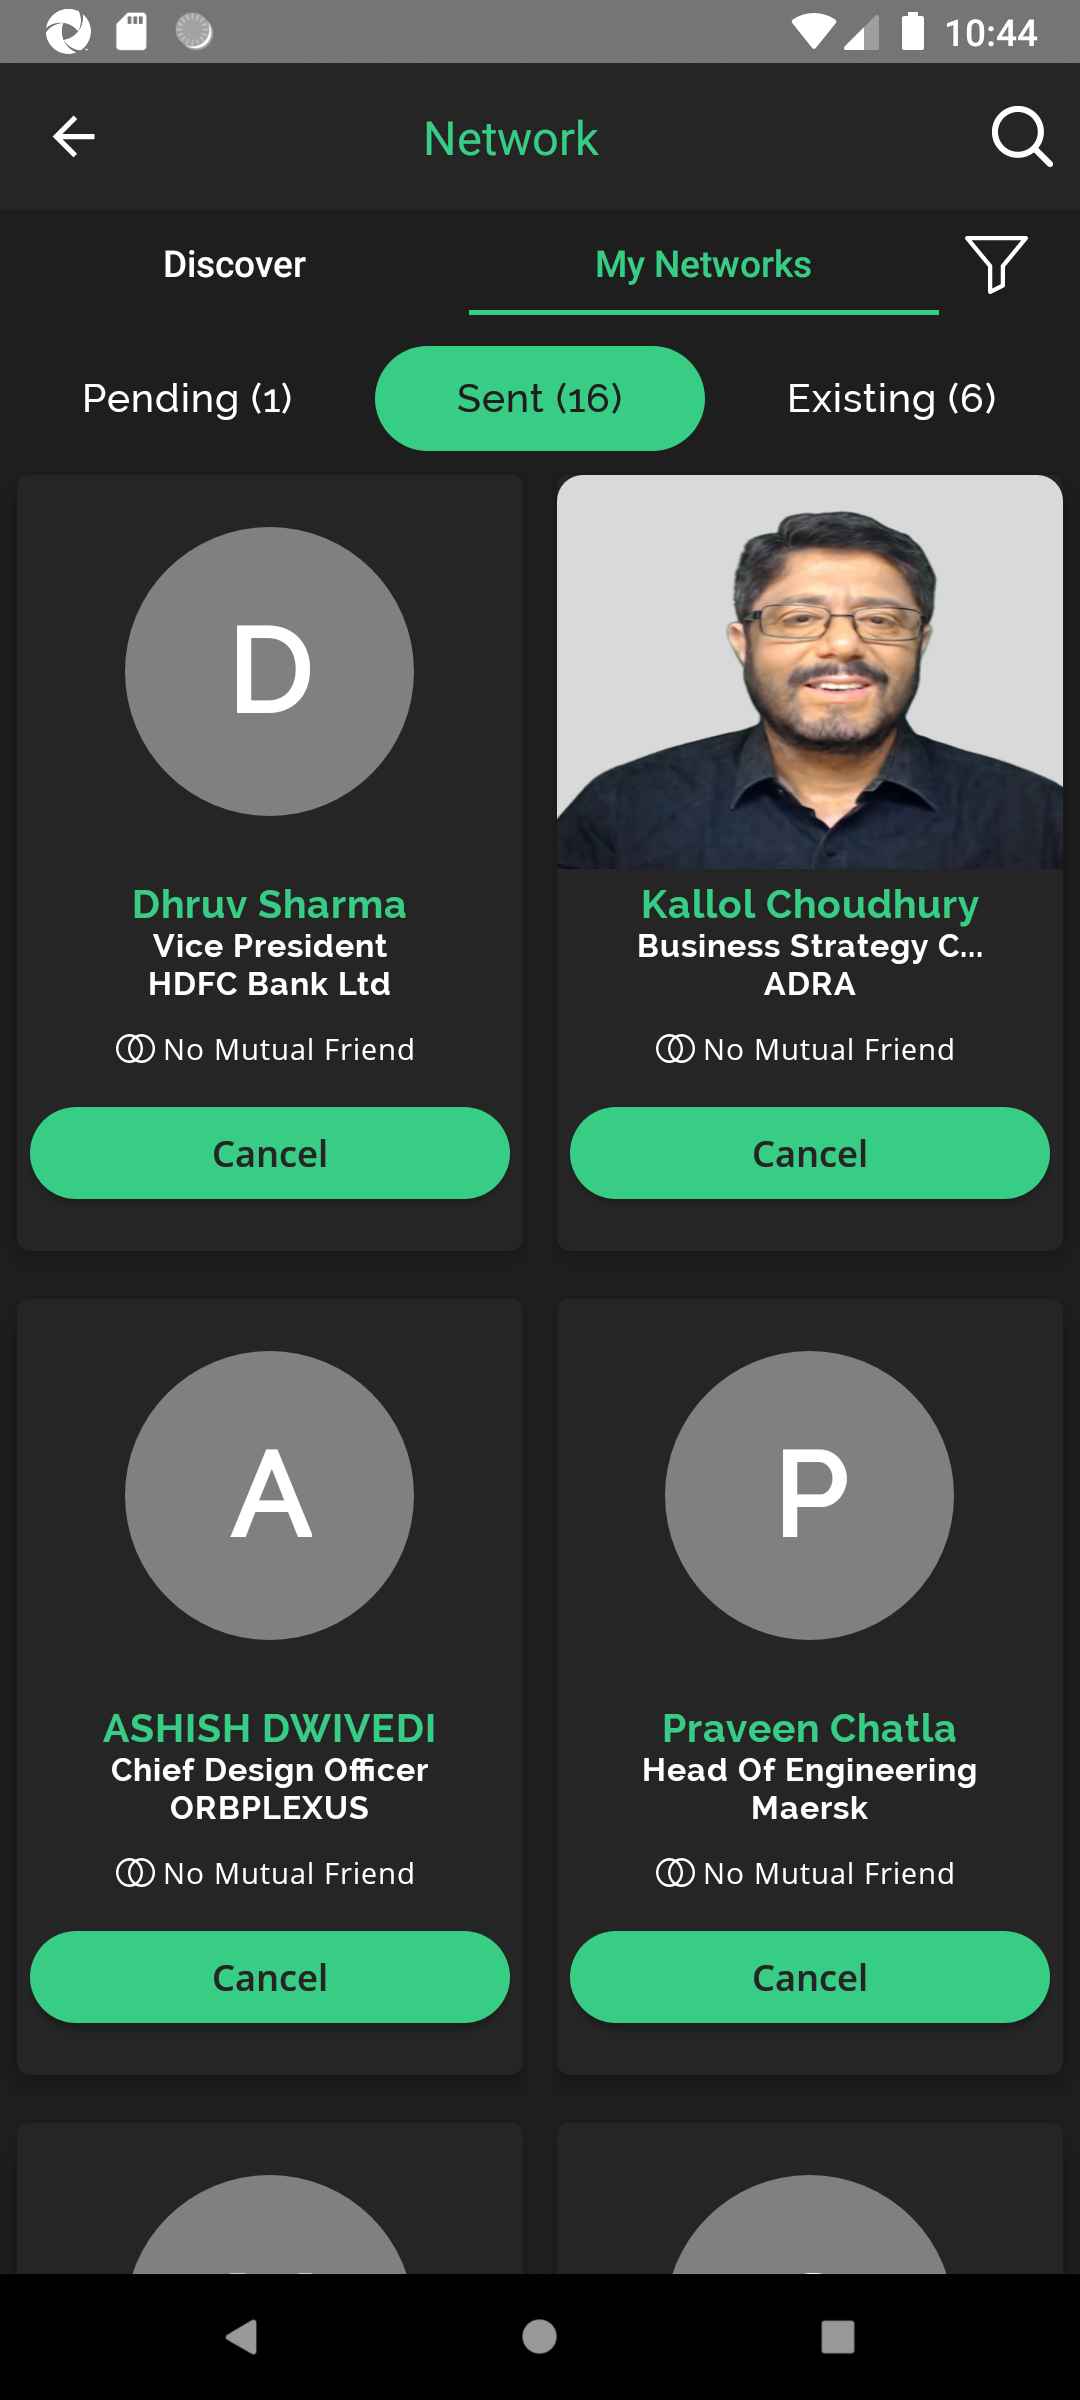 10:44
Network
Discover
My Networks
Pending (1)
Sent (16)
Existing (6)
D
Dhruv Sharma
Vice President
HDFC Bank Ltd
No Mutual Friend
Cancel
Kallol Choudhury
Business Strategy C...
ADRA
No Mutual Friend
Cancel
A
ASHISH DWIVEDI
Chief Design Officer
ORBPLEXUS
No Mutual Friend
Cancel
P
Praveen Chatla
Head Of Engineering
Maersk
No Mutual Friend
Cancel